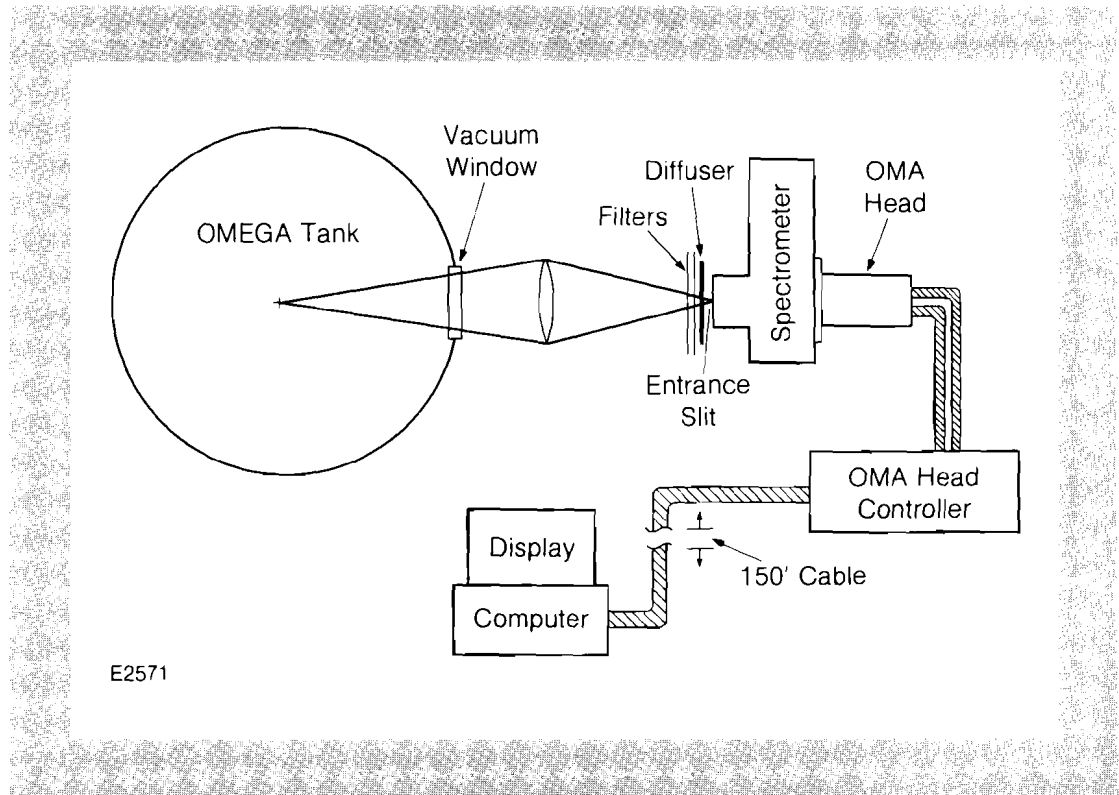 Vacuum
Window
OMEGA Tank
Filters
Diffuser
Entrance
Slit
Spectrometer
OMA
Head
OMA Head
Controller
150' Cable
Display
Computer
E2571